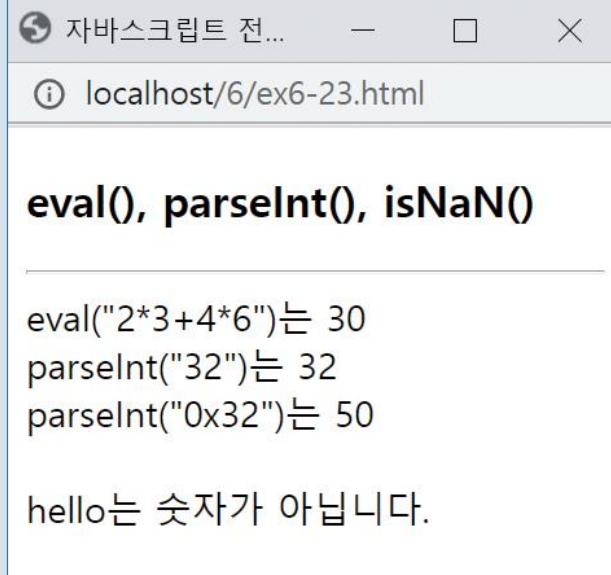 자바스크립트 전...
localhost/6/ex6-23.html
eval(), parseInt(), isNaN()
eval("2*3+4*6")는 30
parseInt("32")는 32
parseInt("0x32")는 50
hello는 숫자가 아닙니다.